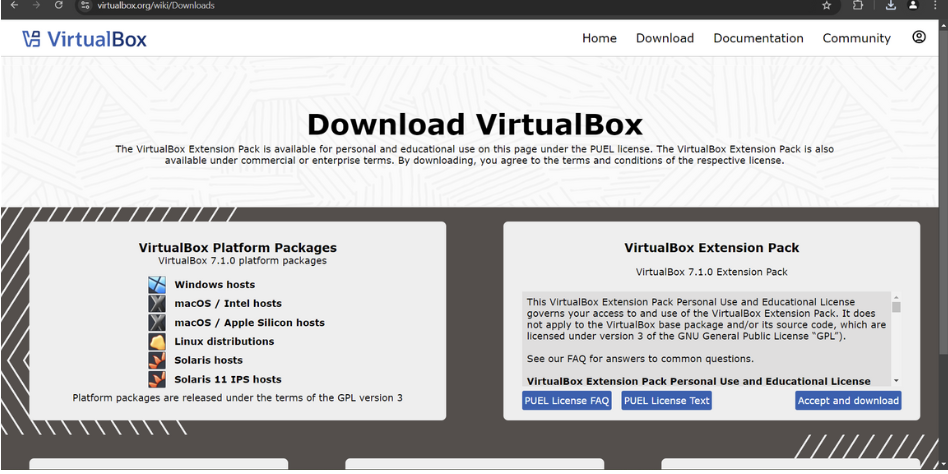 virtualbox.org/wiki/Downloads
VirtualBox
Home Download Documentation Community
Download VirtualBox
The VirtualBox Extension Pack is available for personal and educational use on this page under the PUEL license. The VirtualBox Extension Pack is also
available under commercial or enterprise terms. By downloading, you agree to the terms and conditions of the respective license.
VirtualBox Platform Packages
VirtualBox 7.1.0 platform packages
Windows hosts
macOS / Intel hosts
macOS / Apple Silicon hosts
Linux distributions
Solaris hosts
Solaris 11 IPS hosts
Platform packages are released under the terms of the GPL version 3
VirtualBox Extension Pack
VirtualBox 7.1.0 Extension Pack
This VirtualBox Extension Pack Personal Use and Educational License
governs your access to and use of the VirtualBox Extension Pack. It does
not apply to the VirtualBox base package and/or its source code, which are
licensed under version 3 of the GNU General Public License “GPL”).
See our FAQ for answers to common questions.
VirtualBox Extension Pack Personal Use and Educational License
PUEL License FAQ PUEL License Text Accept and download